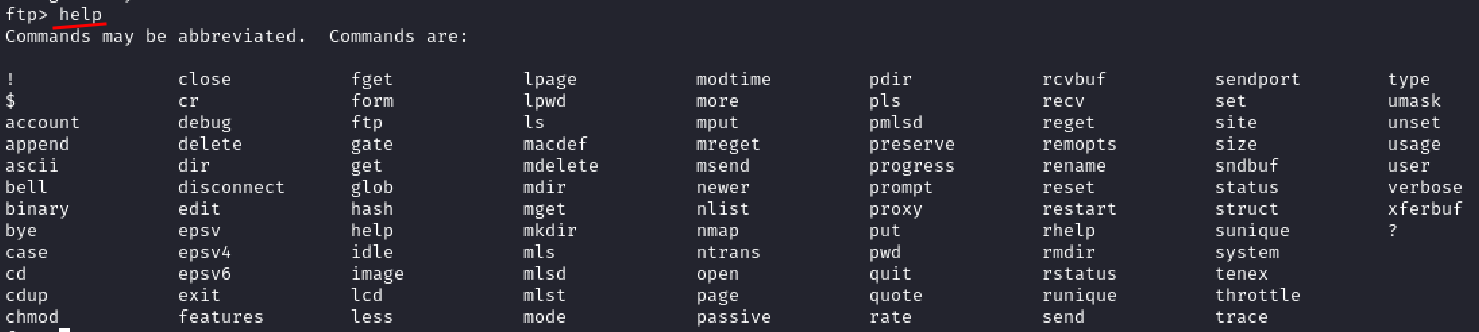 ftp> help
Commands may be abbreviated.  Commands are:
!               close           fget            lpage           modtime         pdir            rcvbuf          sendport        type
$               cr              form            lpwd            more            pls             recv            set             umask
account         debug           ftp             ls              mput            pmlsd           reget           site            unset
append          delete          gate            macdef          mreget          preserve        remopts         size            usage
ascii           dir             get             mdelete         msend           progress        rename          sndbuf          user
bell            disconnect      glob            mdir            newer           prompt          reset           status          verbose
binary          edit            hash            mget            nlist           proxy           restart         struct          xferbuf
bye             epsv            help            mkdir           nmap            put             rhelp           sunique         ?
case            epsv4           idle            mls             ntrans          pwd             rmdir           system
cd              epsv6           image           mlsd            open            quit            rstatus         tenex
cdup            exit            lcd             mlst            page            quote           runique         throttle
chmod           features        less            mode            passive         rate            send            trace